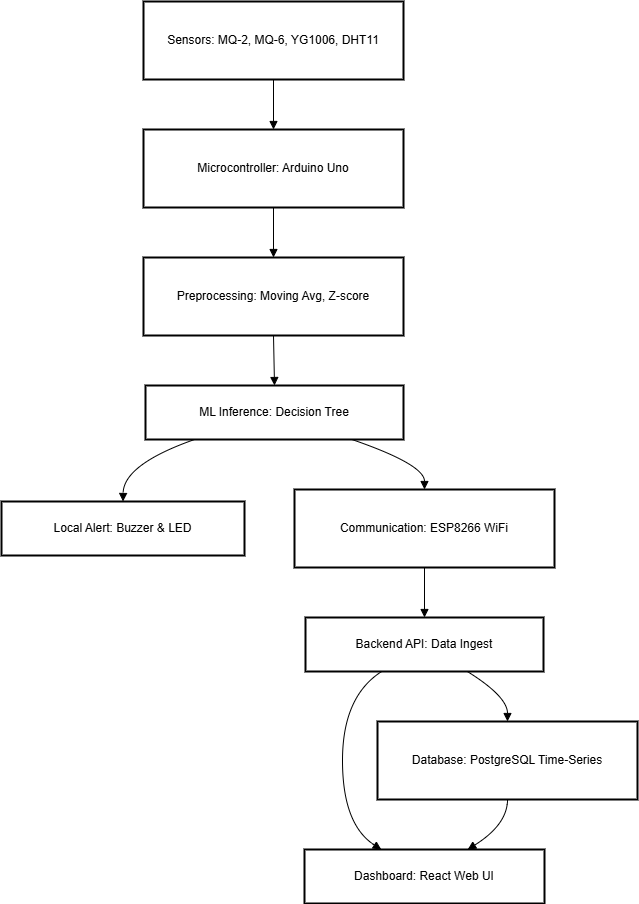 Sensors: MQ-2, MQ-6, YG1006, DHT11
Microcontroller: Arduino Uno
Preprocessing: Moving Avg, Z-score
ML Inference: Decision Tree
Local Alert: Buzzer & LED
Communication: ESP8266 WiFi
Backend API: Data Ingest
Database: PostgreSQL Time-Series
Dashboard: React Web UI